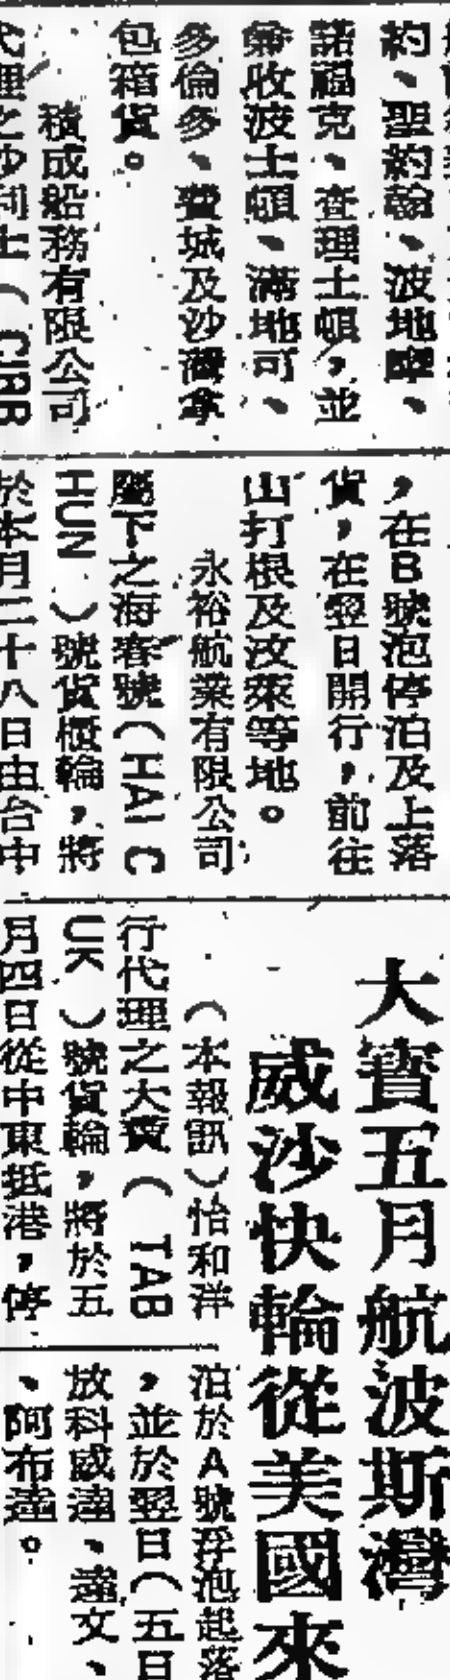 約、聖約翰、波地摩、
諾福克、查理士頓，並
兼收波士頓、滿地可、
多倫多、費城及沙灣拿
包箱貨。
積成船務有限公司
代理之沙利士（CIRR
，在B號泡停泊及上落
貨，在翌日開行，前往
山打根及汶萊等地。
永裕航業有限公司
屬下之海春號（HAI C
HUN）號貨櫃輪，將
於本月二十八日由台中
大寶五月航波斯灣
威沙快輪從美國來
（本報訊）怡和洋
行代理之大寶（TAB
UK）號貨輪，將於五
月四日從中東抵港，停
泊於A號浮泡起落
，並於翌日（五日
放科威達、達文、
、阿布達。